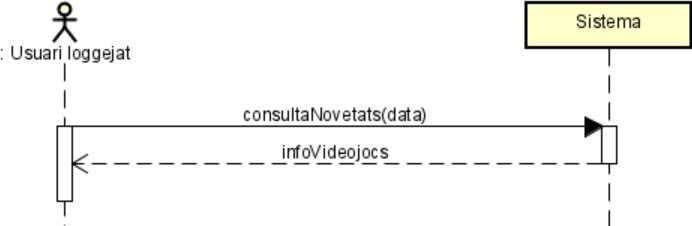 Sistema
: Usuari loggejat
consultaNovetats(data)
infoVideojocs